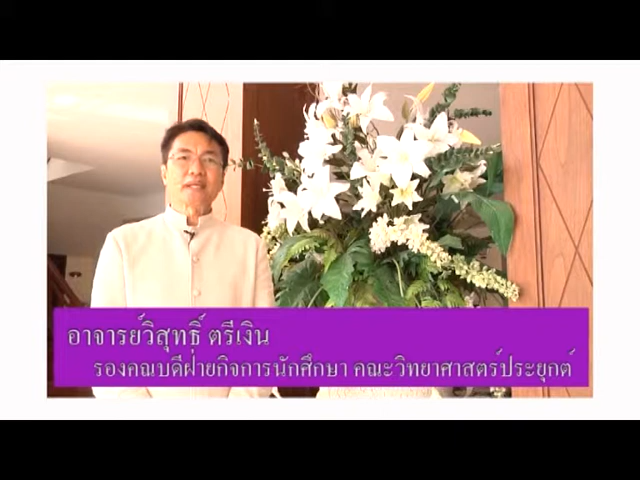 อาจารย์วิสุทธิ์ ตรีเงิน
รองคณบดีฝ่ายกิจการนักศึกษา คณะวิทยาศาสตร์ประยุกต์